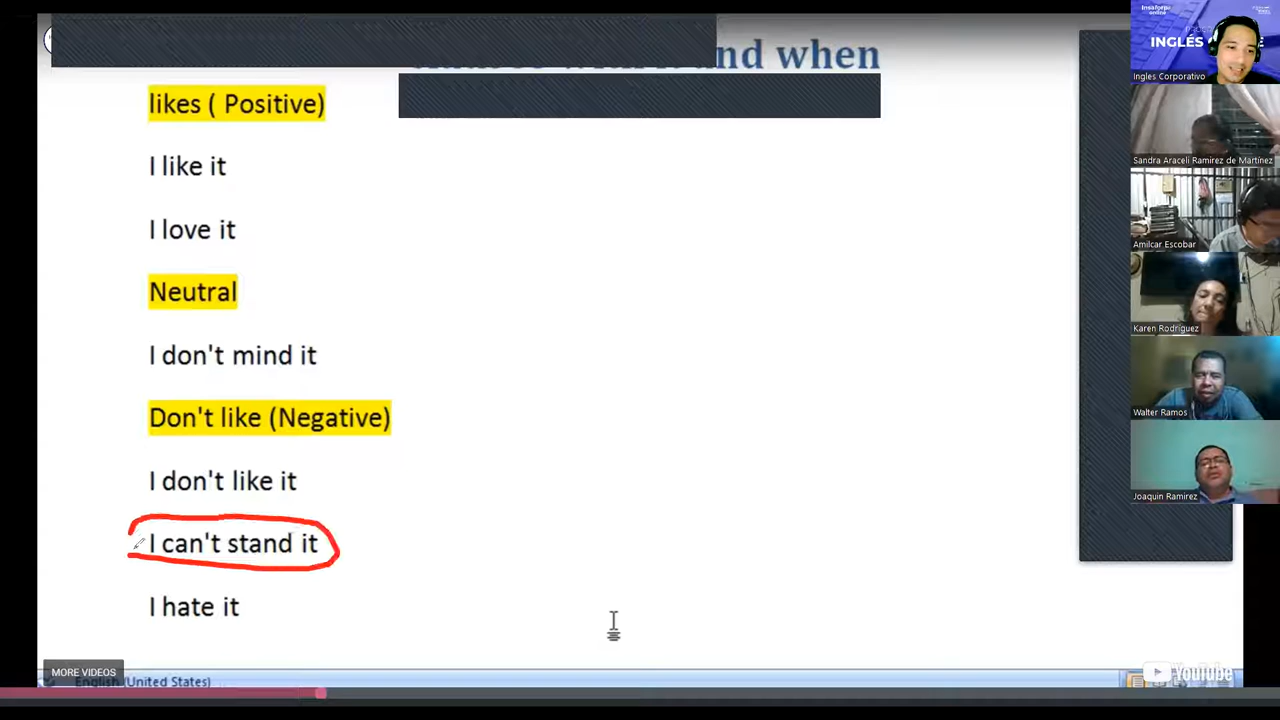 and when
likes ( Positive)
I like it
I love it
Neutral
I don't mind it
Don't like (Negative)
I don't like it
I can't stand it
I hate it
MORE VIDEOS
English (United States)
YouTube
INGLÉS
Ingles Corporativo
Sandra Araceli Ramirez de Martinez
Amilcar Escobar
Karen Rodriguez
Walter Ramos
Joaquin Ramirez